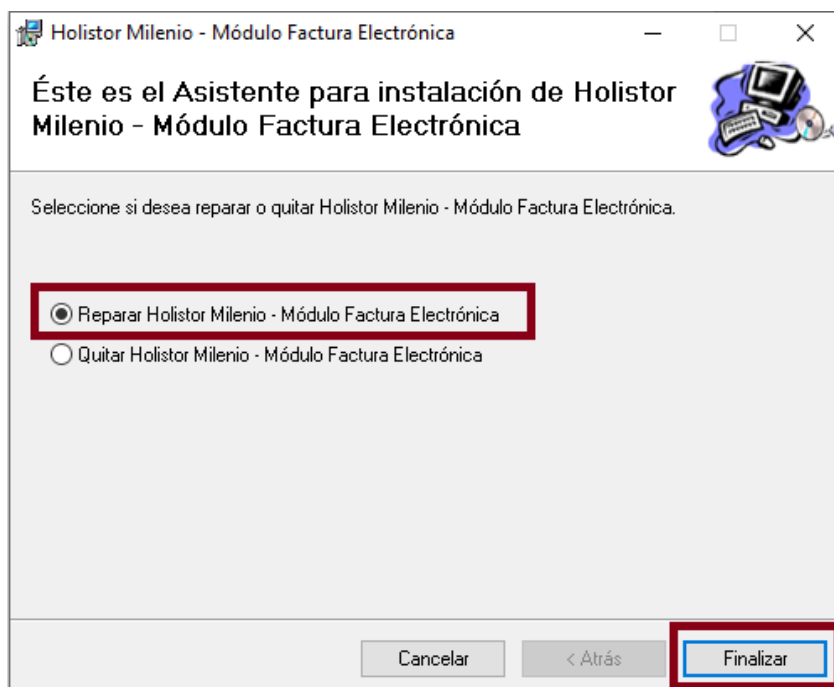 Holistor Milenio - Módulo Factura Electrónica
Éste es el Asistente para instalación de Holistor
Milenio - Módulo Factura Electrónica
Seleccione si desea reparar o quitar Holistor Milenio - Módulo Factura Electrónica.
Reparar Holistor Milenio - Módulo Factura Electrónica
Quitar Holistor Milenio - Módulo Factura Electrónica
Cancelar
< Atrás
Finalizar